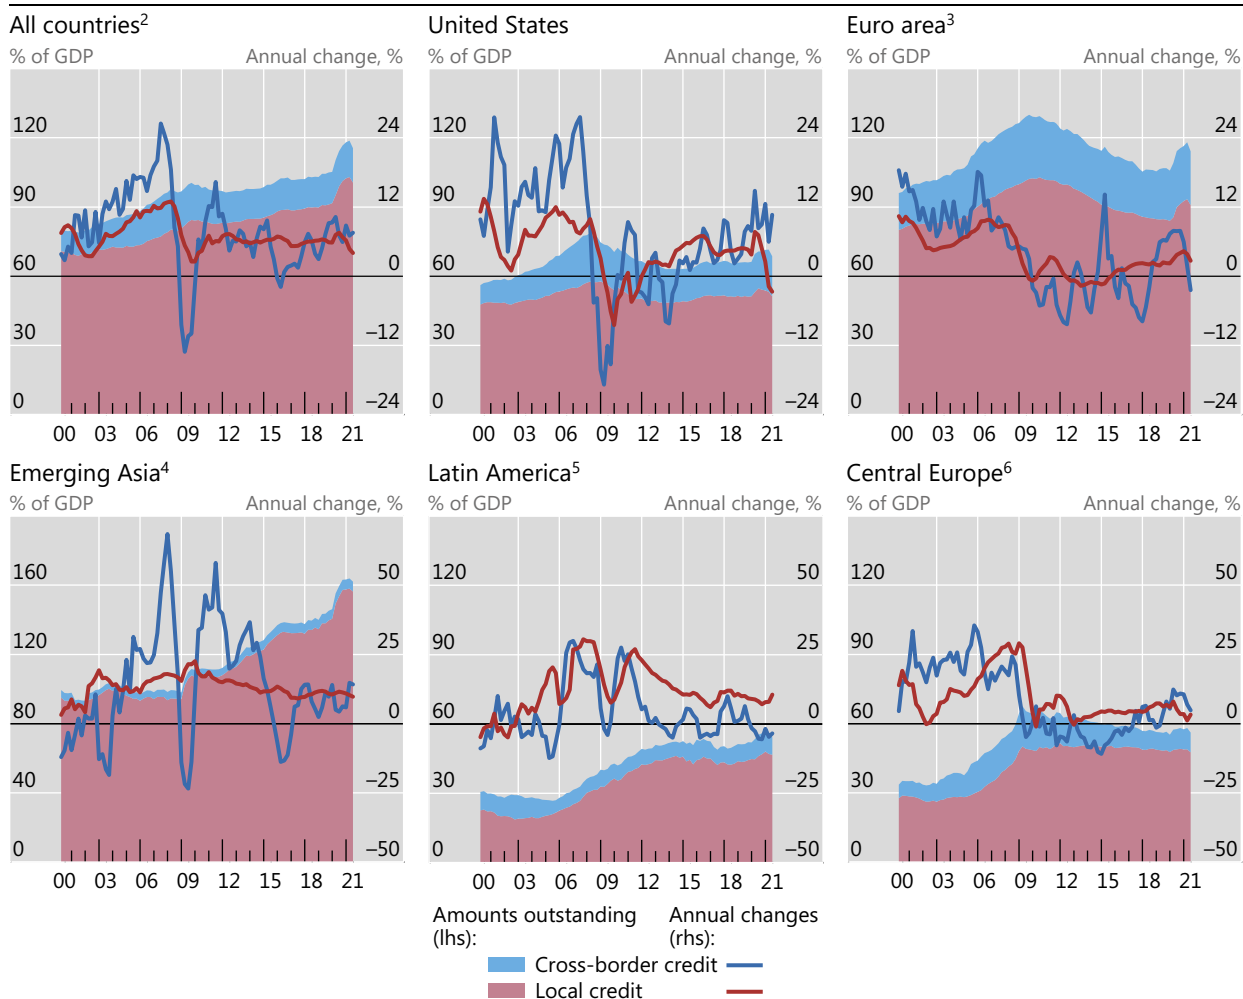 All countries² United States Euro area³
% of GDP Annual change, % % of GDP Annual change, % % of GDP Annual change, %
120 24 120 24 120 24
90 12 90 12 90 12
60 0 60 0 60 0
30 –12 30 –12 30 –12
0 –24 0 –24 0 –24
00 03 06 09 12 15 18 21 00 03 06 09 12 15 18 21 00 03 06 09 12 15 18 21
Emerging Asia⁴ Latin America⁵ Central Europe⁶
% of GDP Annual change, % % of GDP Annual change, % % of GDP Annual change, %
160 50 120 50 120 50
120 25 90 25 90 25
80 0 60 0 60 0
40 –25 30 –25 30 –25
0 –50 0 –50 0 –50
00 03 06 09 12 15 18 21 00 03 06 09 12 15 18 21 00 03 06 09 12 15 18 21
Amounts outstanding Annual changes
(lhs): (rhs):
Cross-border credit
Local credit